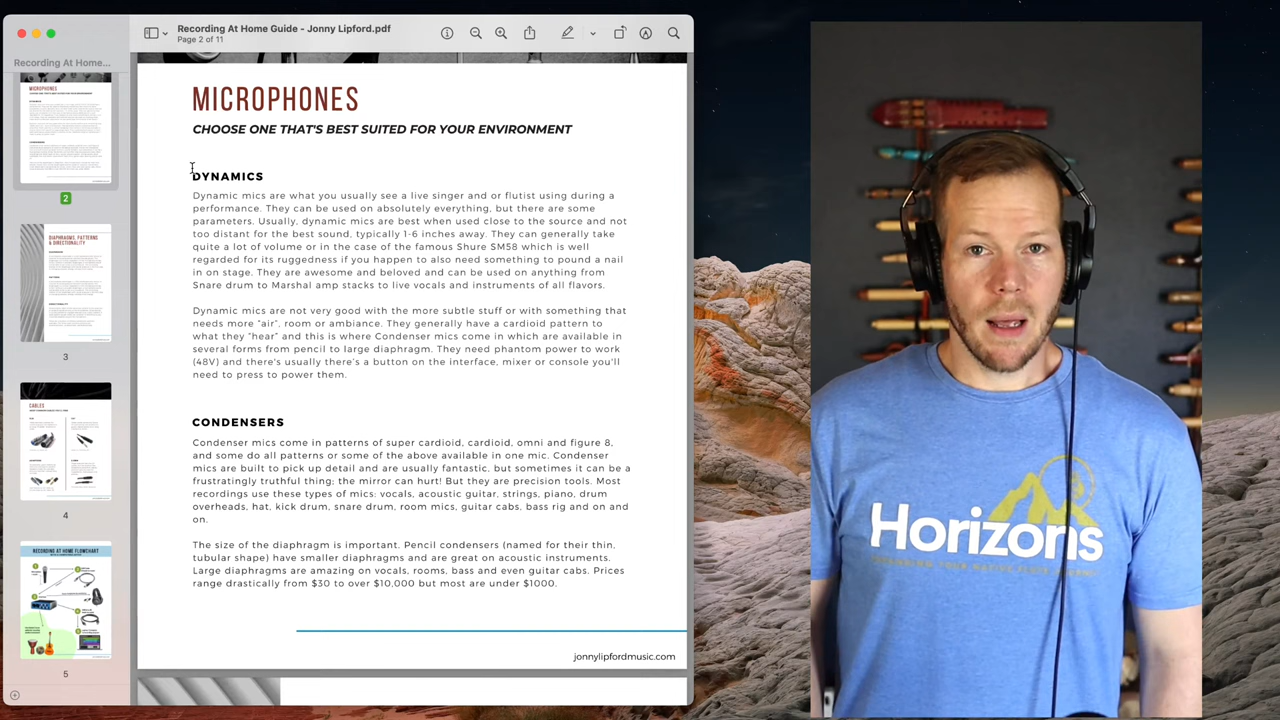 Recording At Home Guide - Jonny Lipford.pdf
Page 2 of 11
Recording At Home...
2
3
4
5
MICROPHONES
CHOOSE ONE THAT'S BEST SUITED FOR YOUR ENVIRONMENT
DYNAMICS
Dynamic mics are what you usually see a live singer and or flutist using during a
performance. They can be used on absolutely everything, but there are some
parameters. Usually, dynamic mics are best when used close to the source and not
too distant for the best sound, typically 1-6 inches away. They can generally take
quite a lot of volume or in the case of the famous Shure SM58 which is well
regarded for its ruggedness if you happen to also need something to pound a nail
in on stage. They are awesome and beloved and can be used on anything from
Snare drum to Marshal amp stacks to live vocals and instruments of all flavors.
Dynamic mics are not very good with the more subtle stuff or with something that
needs more "air", room or ambiance. They generally have a cardioid pattern to
what they "hear" and this is where Condenser mics come in which are available in
several forms from pencil to large diaphragm. They need phantom power to work
(48V) and there's usually there's a button on the interface, mixer or console you'll
need to press to power them.
CONDENSERS
Condenser mics come in patterns of super cardioid, cardioid, omni and figure 8,
and some do all patterns or some of the above available in one mic. Condenser
mics are built to pick up detail and are usually fantastic, but sometimes it can be a
frustratingly truthful thing; the mirror can hurt! But they are precision tools. Most
recordings use these types of mics: vocals, acoustic guitar, strings, piano, drum
overheads, hat, kick drum, snare drum, room mics, guitar cabs, bass rig and on and
on.
The size of the diaphragm is important. Pencil condensers (named for their thin,
tubular shape) have smaller diaphragms and are great on acoustic instruments.
Large diaphragms are amazing on vocals, rooms, bass and even guitar cabs. Prices
range drastically from $30 to over $10,000 but most are under $1000.
jonnylipfordmusic.com
MICROPHONES
DIAPHRAGMS, PATTERNS
& DIRECTIONALITY
CABLES
RECORDING AT HOME FLOWCHART
Horizons